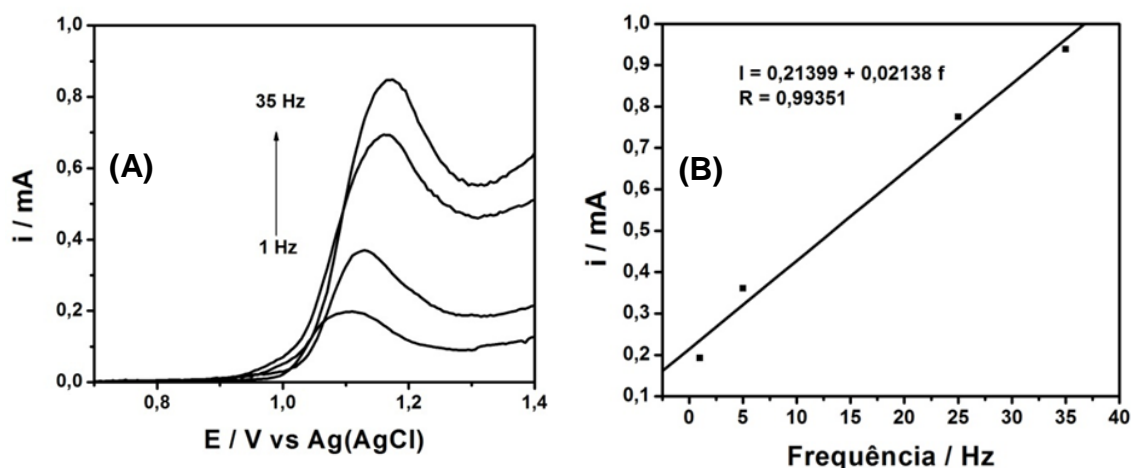 (A)
i / mA
1,0
0,8
0,6
0,4
0,2
0,0
35 Hz
1 Hz
0,8
1,0
1,2
1,4
E / V vs Ag(AgCl)
(B)
i / mA
1,0
0,9
0,8
0,7
0,6
0,5
0,4
0,3
0,2
0,1
I = 0,21399 + 0,02138 f
R = 0,99351
0
5
10
15
20
25
30
35
40
Frequência / Hz